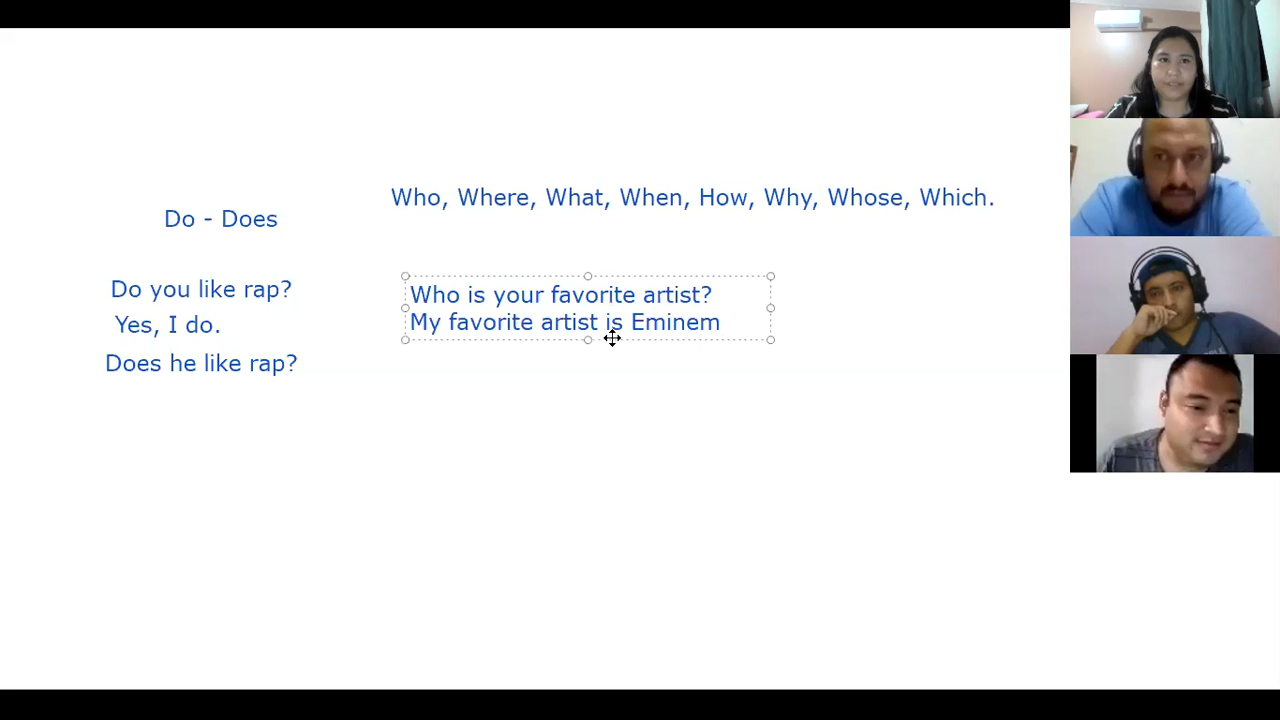 Do - Does
Do you like rap?
Yes, I do.
Does he like rap?
Who, Where, What, When, How, Why, Whose, Which.
Who is your favorite artist?
My favorite artist is Eminem